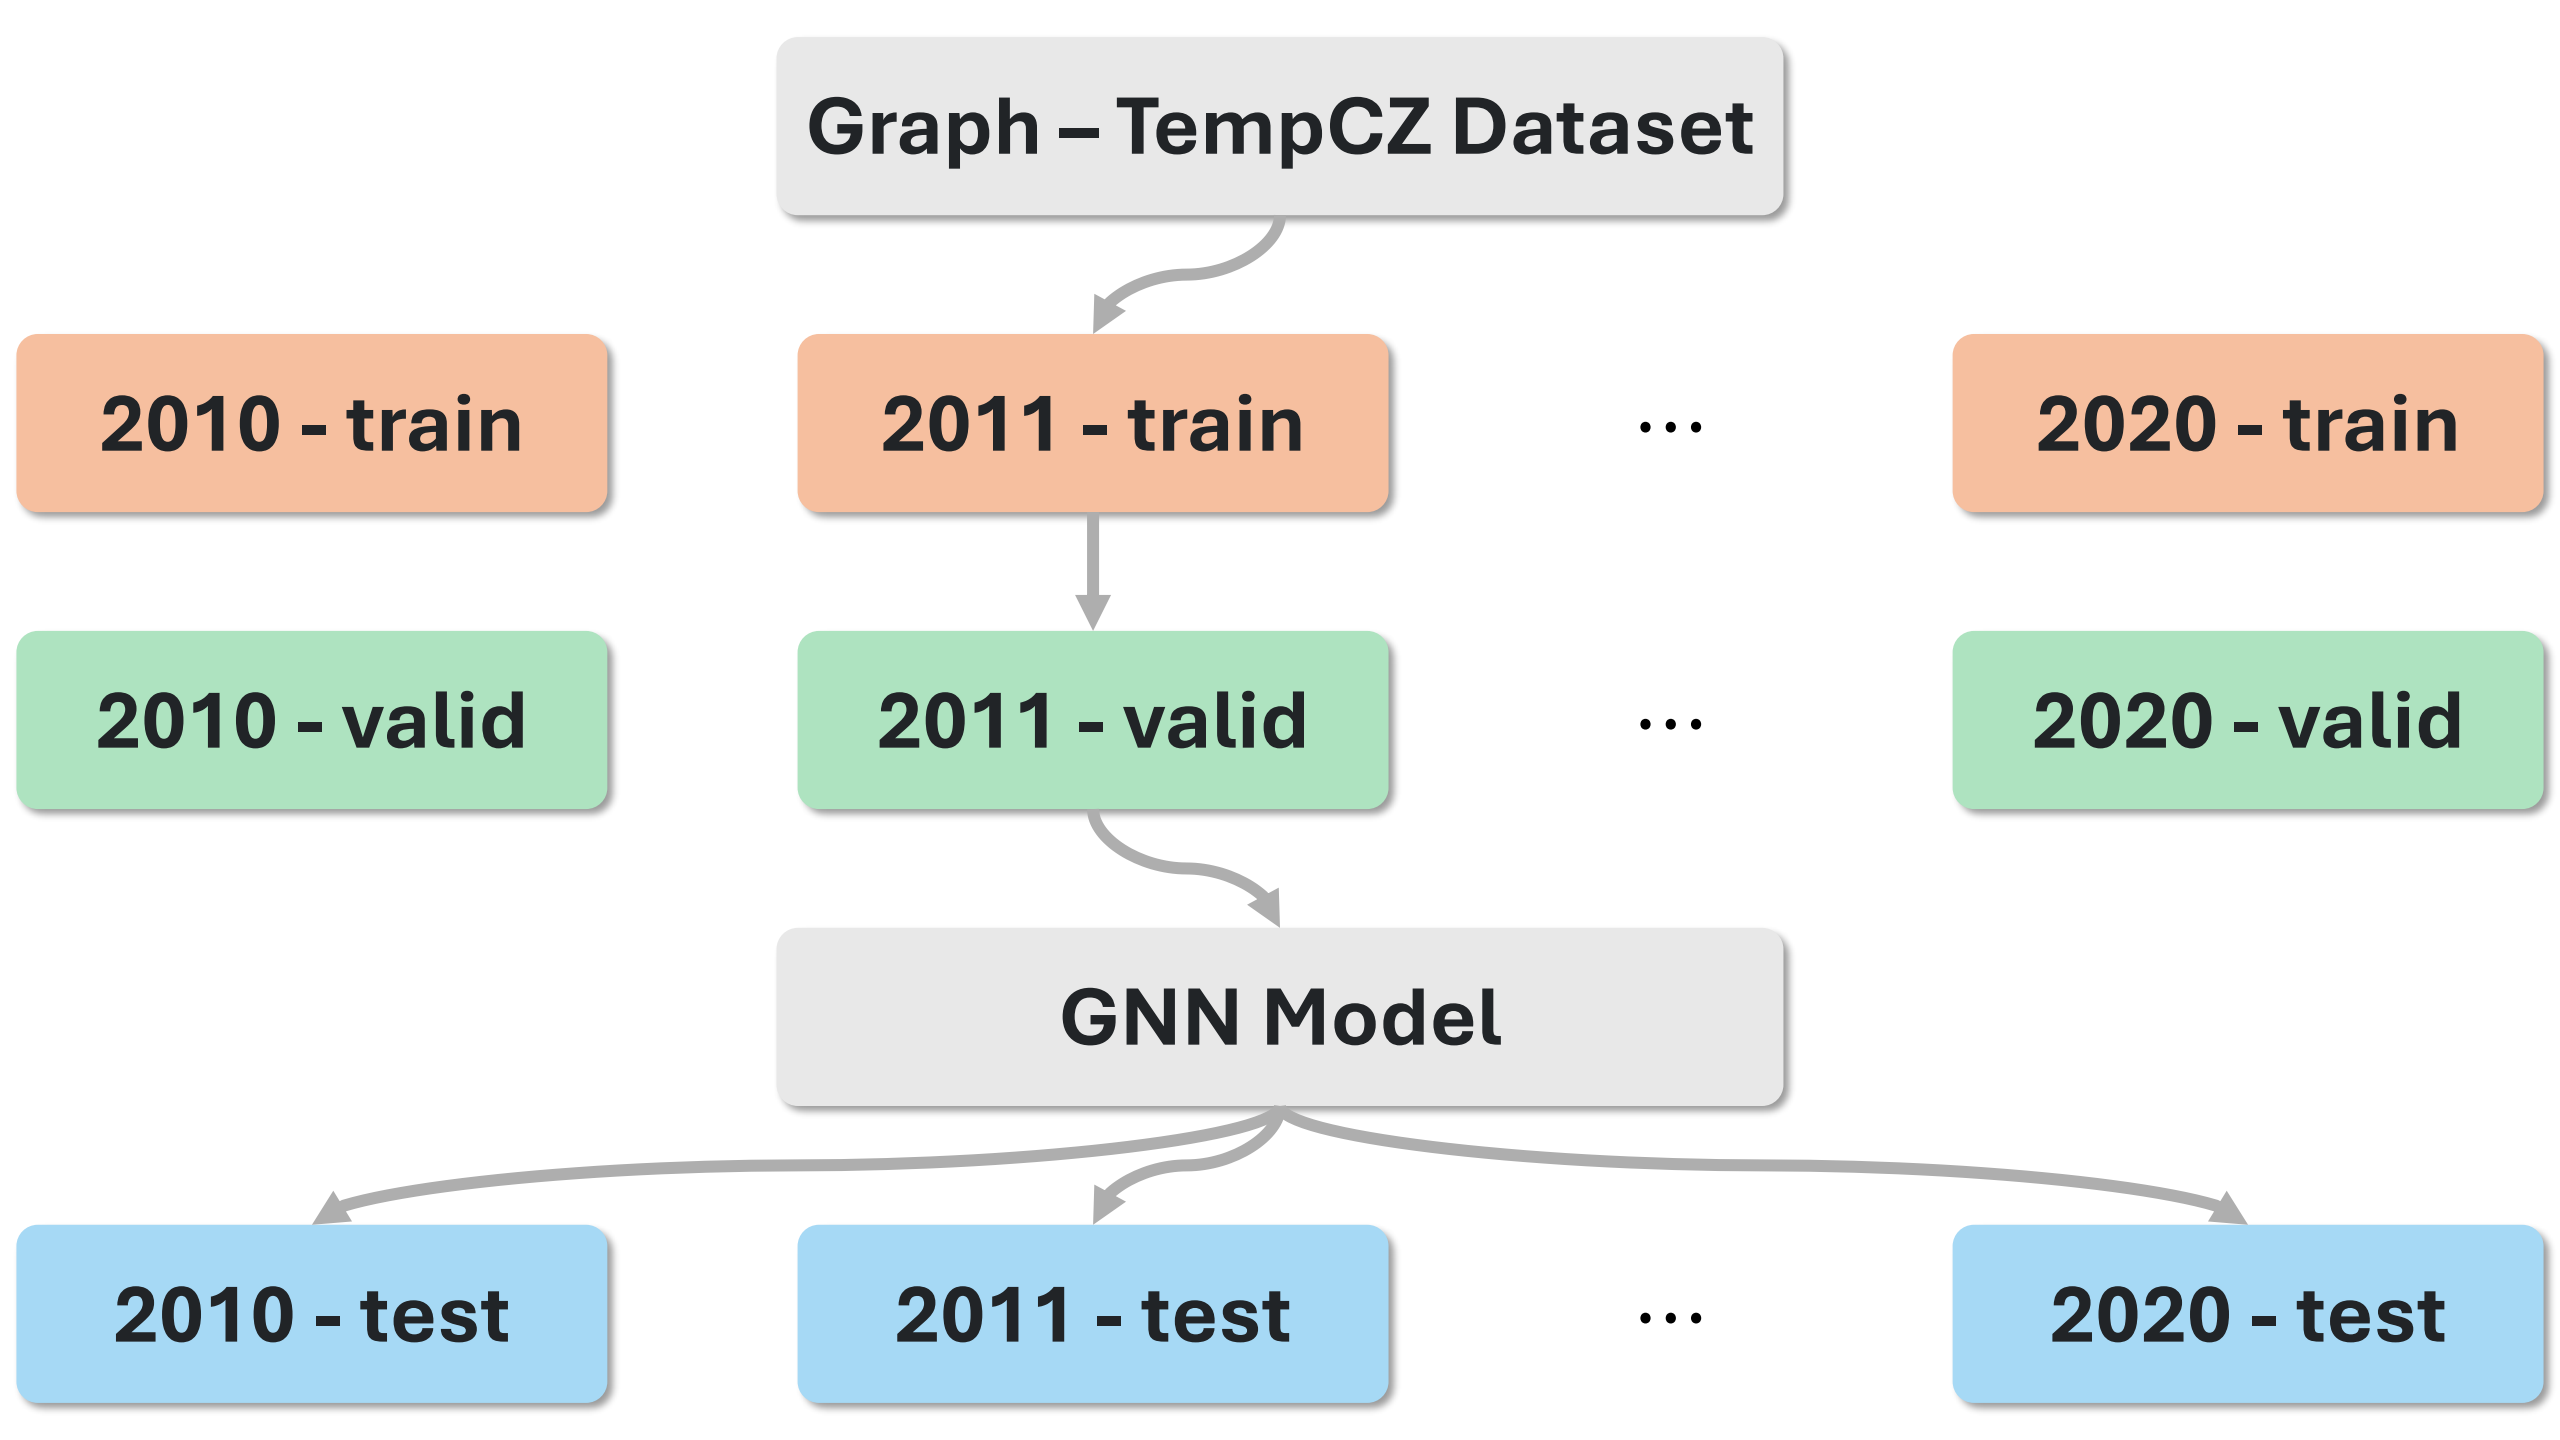 Graph – TempCZ Dataset
2010 - train
2011 - train
...
2020 - train
2010 - valid
2011 - valid
...
2020 - valid
GNN Model
2010 - test
2011 - test
...
2020 - test